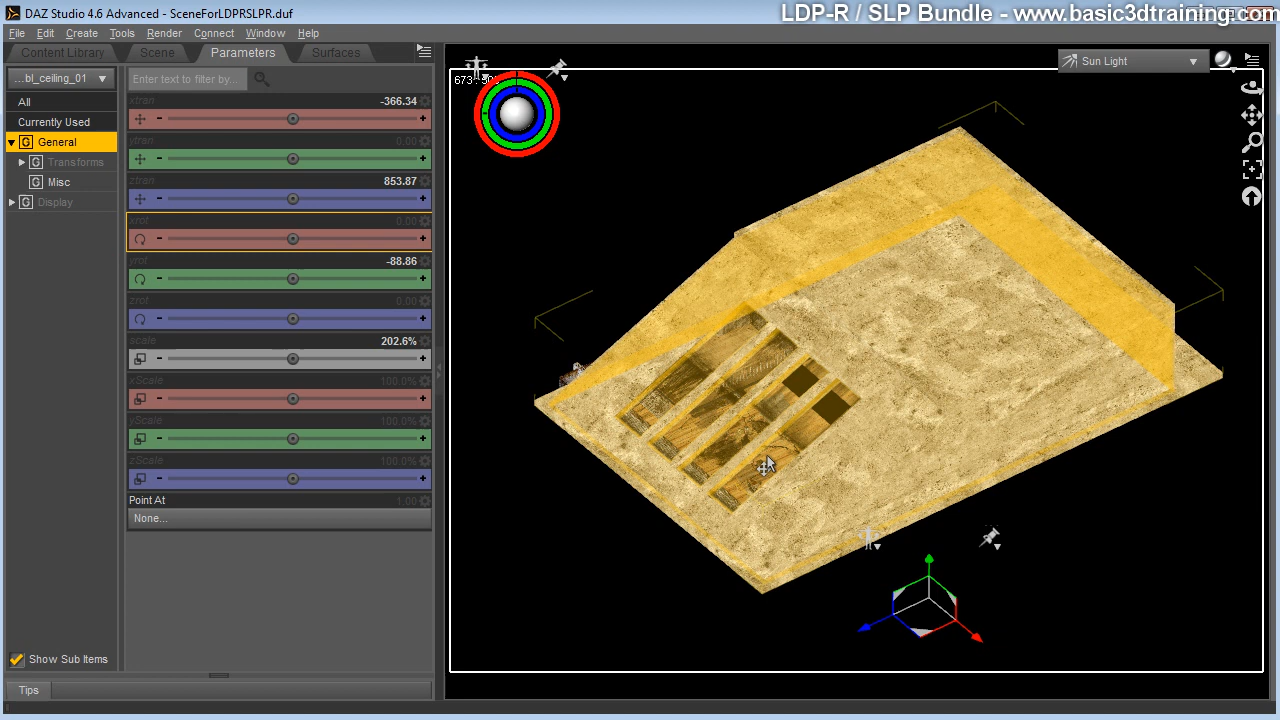 DAZ Studio 4.6 Advanced - SceneForLDPRSLPR.duf
LDP-R / SLP Bundle - www.basic3dtraining.com
File Edit Create Tools Render Connect Window Help
Content Library Scene Parameters Surfaces
...bl_ceiling_01
Enter text to filter by...
Sun Light
All
Currently Used
General
Transforms
Misc
Display
xtran -366.34
ytran 0.00
ztran 853.87
xrot 0.00
yrot -88.86
zrot 0.00
scale 202.6%
xScale 100.0%
yScale 100.0%
zScale 100.0%
Point At 1.00
None...
Show Sub Items
Tips